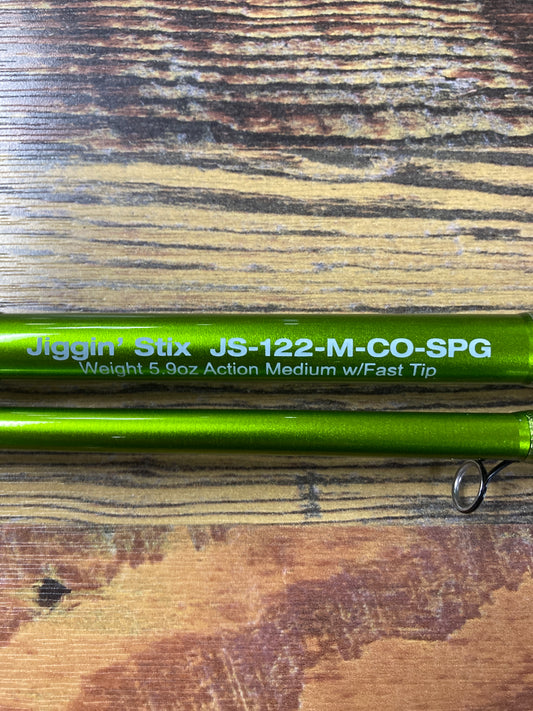 Jiggin' Stix JS-122-M-CO-SPG
Weight 5.9oz Action Medium w/Fast Tip